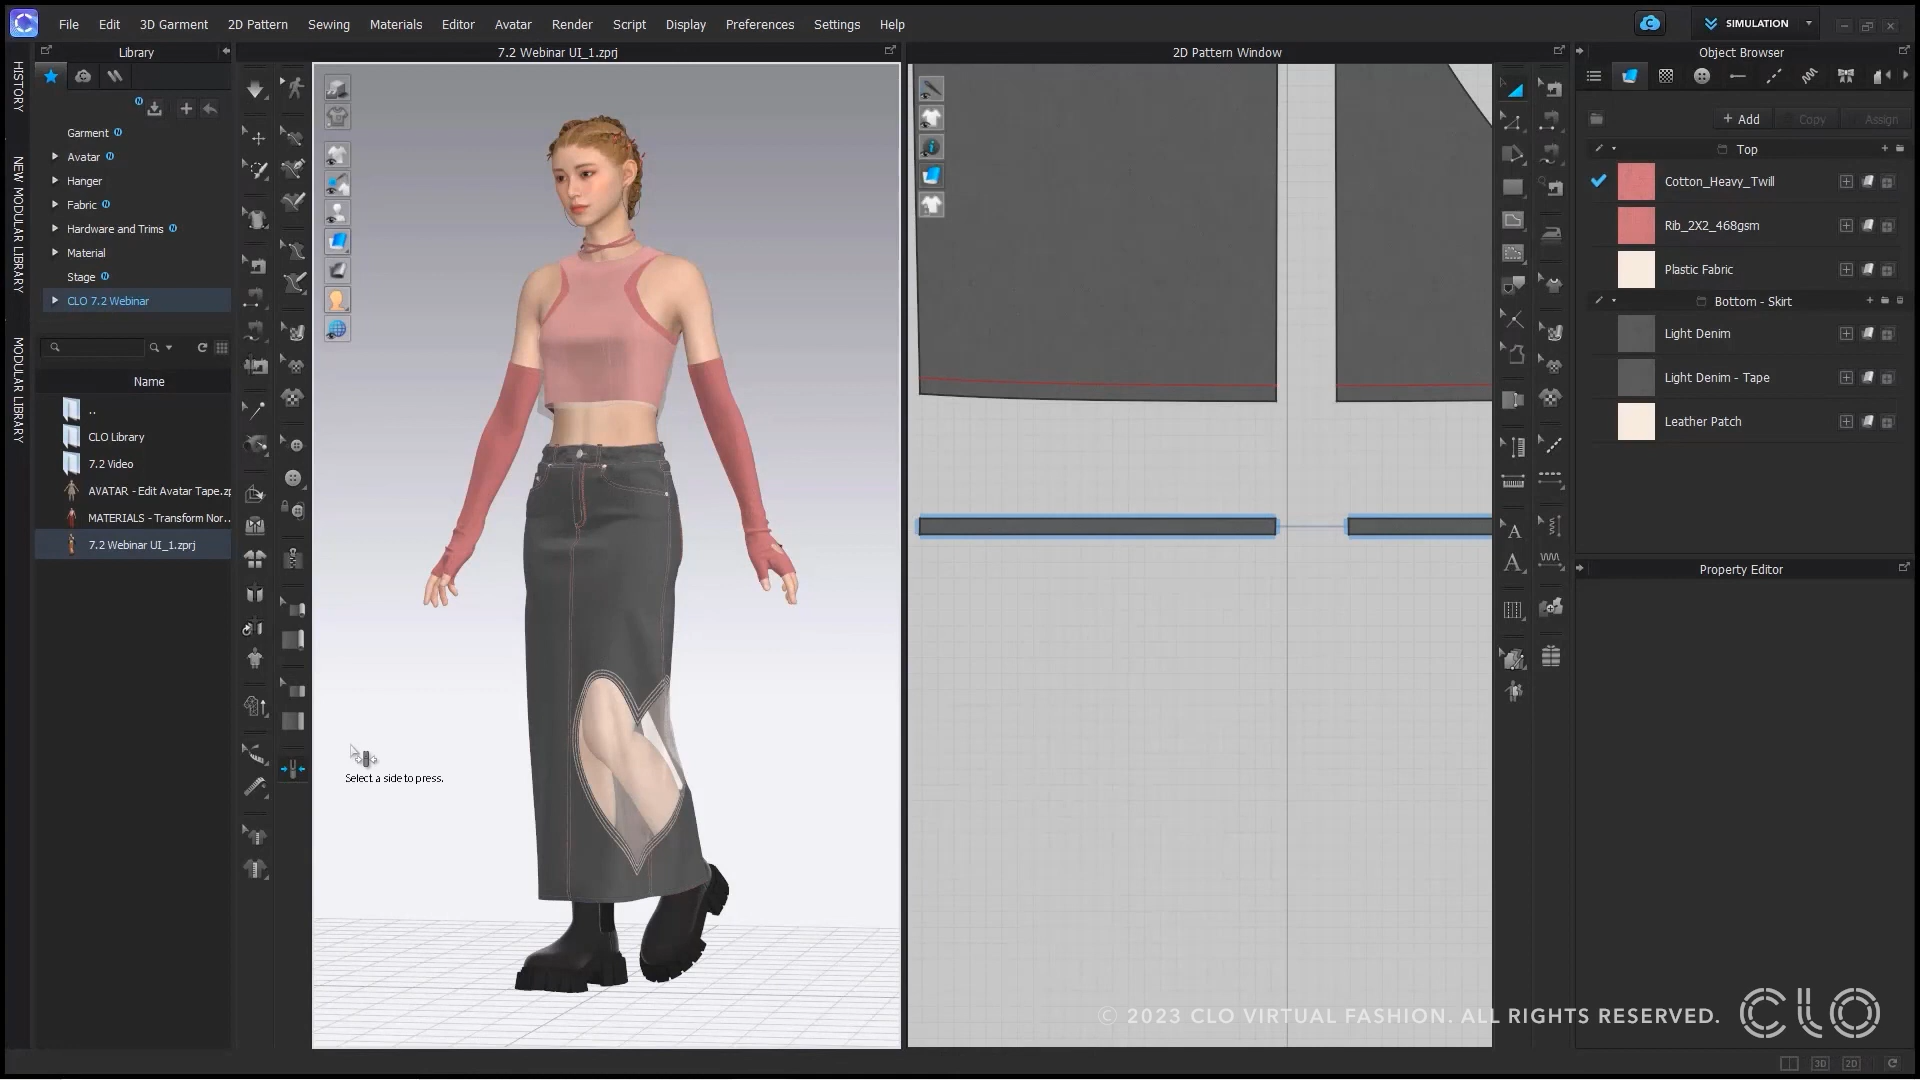 File Edit 3D Garment 2D Pattern Sewing Materials Editor Avatar Render Script Display Preferences Settings Help
SIMULATION
Library
7.2 Webinar UI_1.zprj
2D Pattern Window
Object Browser
HISTORY
NEW MODULAR LIBRARY
MODULAR LIBRARY
Garment
Avatar
Hanger
Fabric
Hardware and Trims
Material
Stage
CLO 7.2 Webinar
Name
..
CLO Library
7.2 Video
AVATAR - Edit Avatar Tape.zp
MATERIALS - Transform Nor..
7.2 Webinar UI_1.zprj
Select a side to press.
+ Add
Copy
Assign
Top
Cotton_Heavy_Twill
Rib_2X2_468gsm
Plastic Fabric
Bottom - Skirt
Light Denim
Light Denim - Tape
Leather Patch
Property Editor
© 2023 CLO VIRTUAL FASHION. ALL RIGHTS RESERVED.
CLO
3D 2D